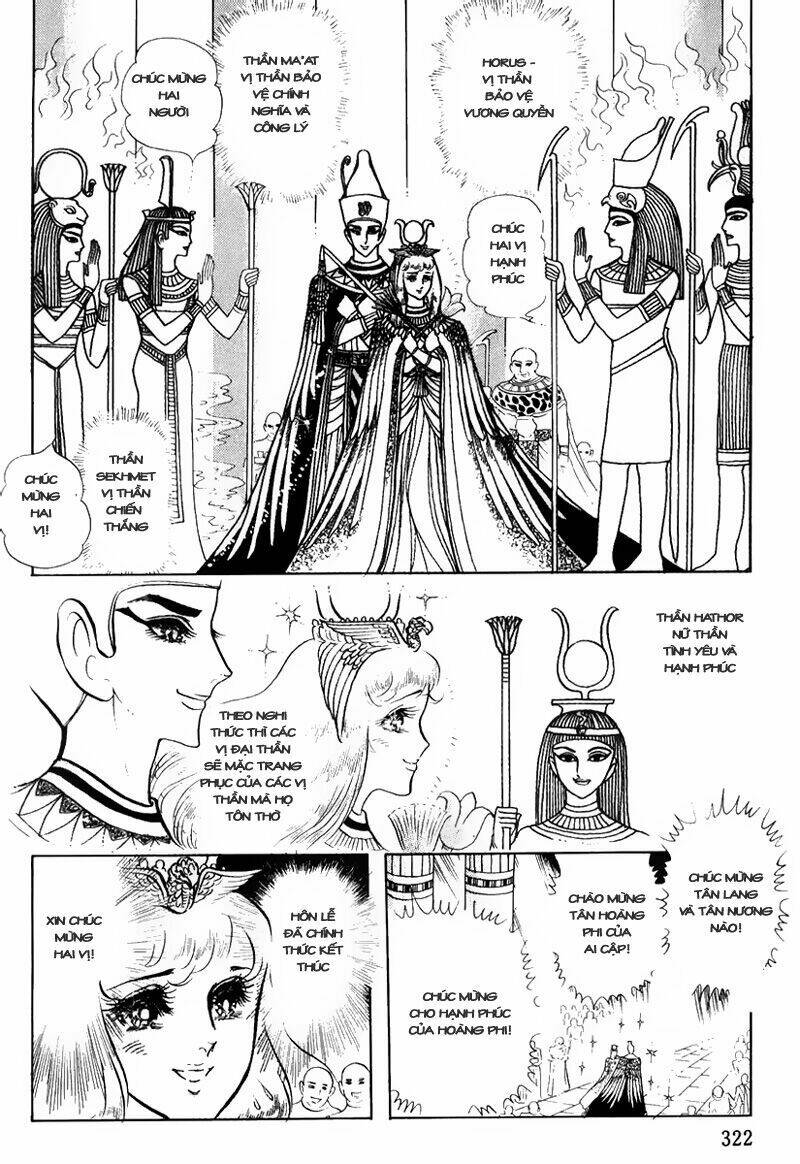 CHÚC MỪNG
HAI
NGƯỜI
THẦN MA"AT
VỊ THẦN BẢO
VỆ CHÍNH
NGHĨA VÀ
CÔNG LÝ
HORUS -
VỊ THẦN
BẢO VỆ
VƯƠNG QUYỀN
CHÚC
HAI VỊ
HẠNH
PHÚC
CHÚC
MỪNG
HAI
VỊ!
THẦN
SEKHMET
VỊ THẦN
CHIẾN
THẮNG
THEO NGHI
THỨC THÌ CÁC
VỊ ĐẠI THẦN
SẼ MẶC TRANG
PHỤC CỦA CÁC VỊ
THẦN MÀ HỌ
TÔN THỜ
THẦN HATHOR
NỮ THẦN
TÌNH YÊU VÀ
HẠNH PHÚC
XIN CHÚC
MỪNG
HAI VỊ!
HÔN LỄ
ĐÃ CHÍNH
THỨC KẾT
THÚC
CHÚC MỪNG
CHO HẠNH PHÚC
CỦA HOÀNG PHI!
CHÀO MỪNG
TÂN HOÀNG
PHI CỦA
AI CẬP!
CHÚC MỪNG
TÂN LANG
VÀ TÂN NƯƠNG
NÀO!
322